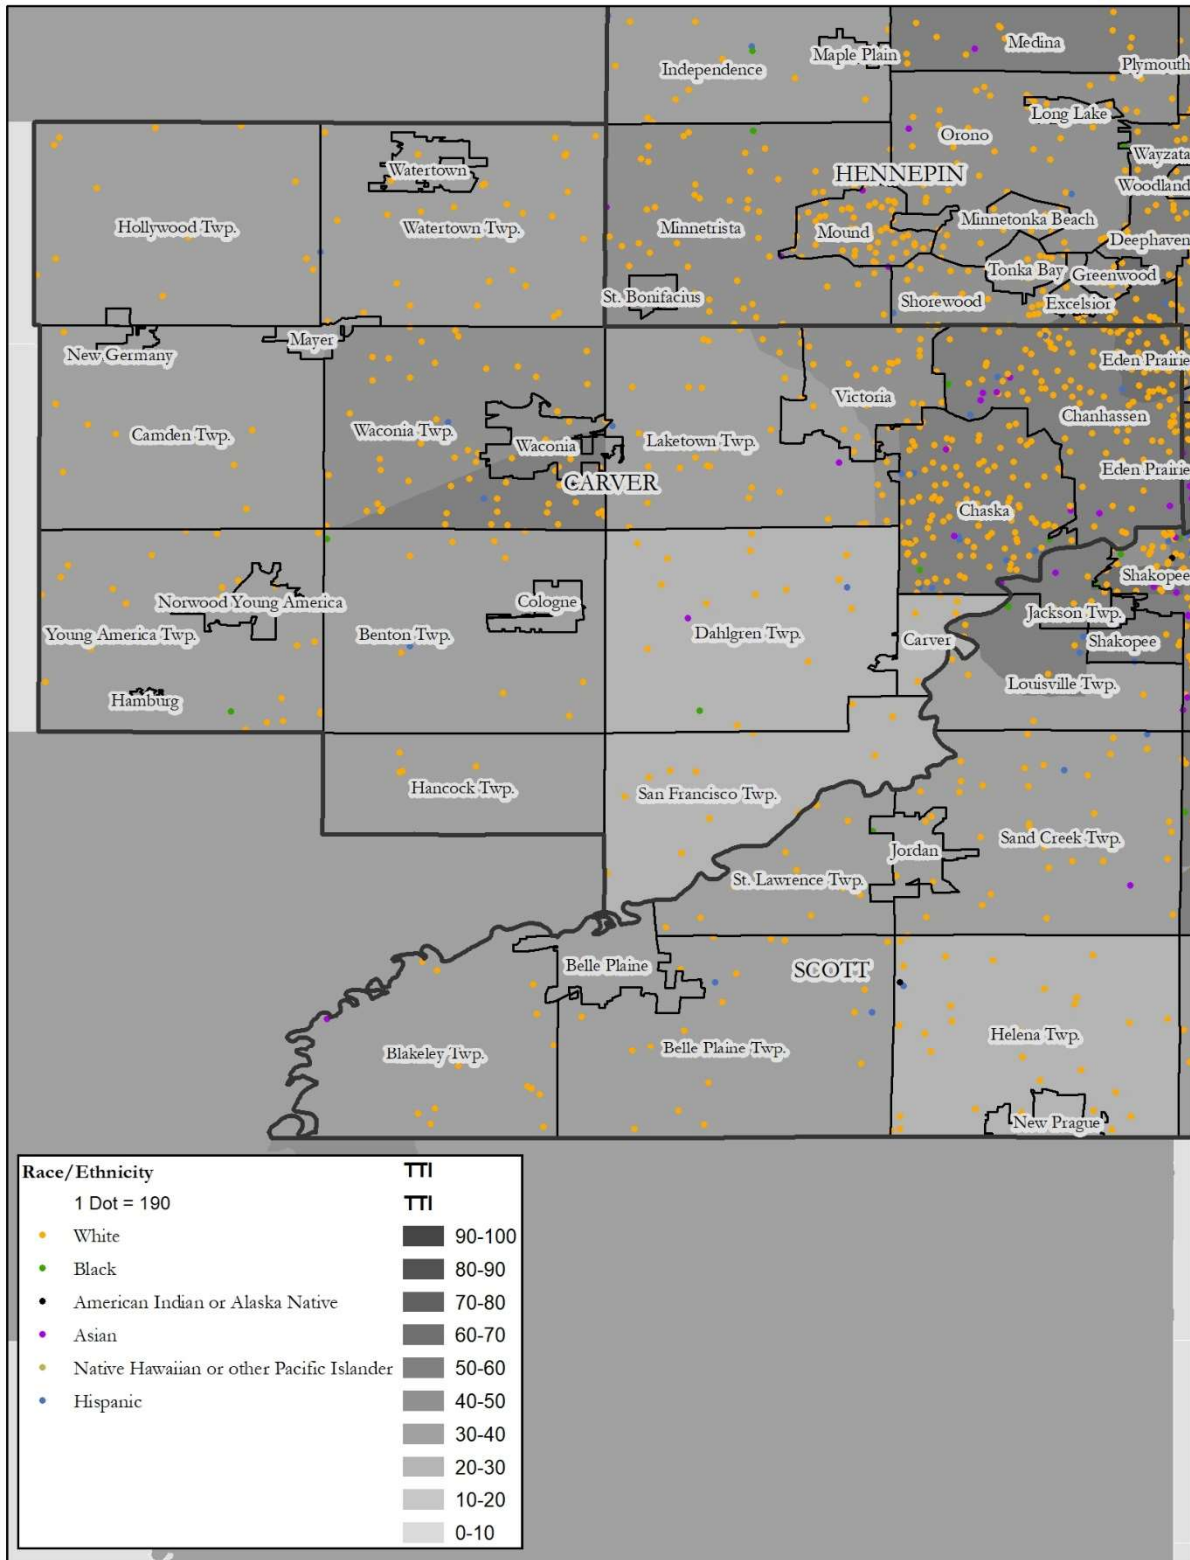 Medina
Maple Plain
Plymouth
Independence
Long Lake
Orono
Wayzata
Watertown
HENNEPIN
Woodland
Hollywood Twp.
Watertown Twp.
Minnetrista
Mound
Minnetonka Beach
Deephaven
Tonka Bay
Greenwood
St. Bonifacius
Shorewood
Excelsior
Mayer
New Germany
Eden Prairie
Victoria
Chanhassen
Camden Twp.
Waconia Twp.
Waconia
Laketown Twp.
Eden Prairie
CARVER
Chaska
Shakopee
Norwood Young America
Cologne
Jackson Twp.
Young America Twp.
Benton Twp.
Dahlgren Twp.
Carver
Shakopee
Hamburg
Louisville Twp.
Hancock Twp.
San Francisco Twp.
Jordan
Sand Creek Twp.
St. Lawrence Twp.
Belle Plaine
SCOTT
Blakeley Twp.
Belle Plaine Twp.
Helena Twp.
New Prague
Race/Ethnicity
1 Dot = 190
White
Black
American Indian or Alaska Native
Asian
Native Hawaiian or other Pacific Islander
Hispanic
TTI
TTI
90-100
80-90
70-80
60-70
50-60
40-50
30-40
20-30
10-20
0-10